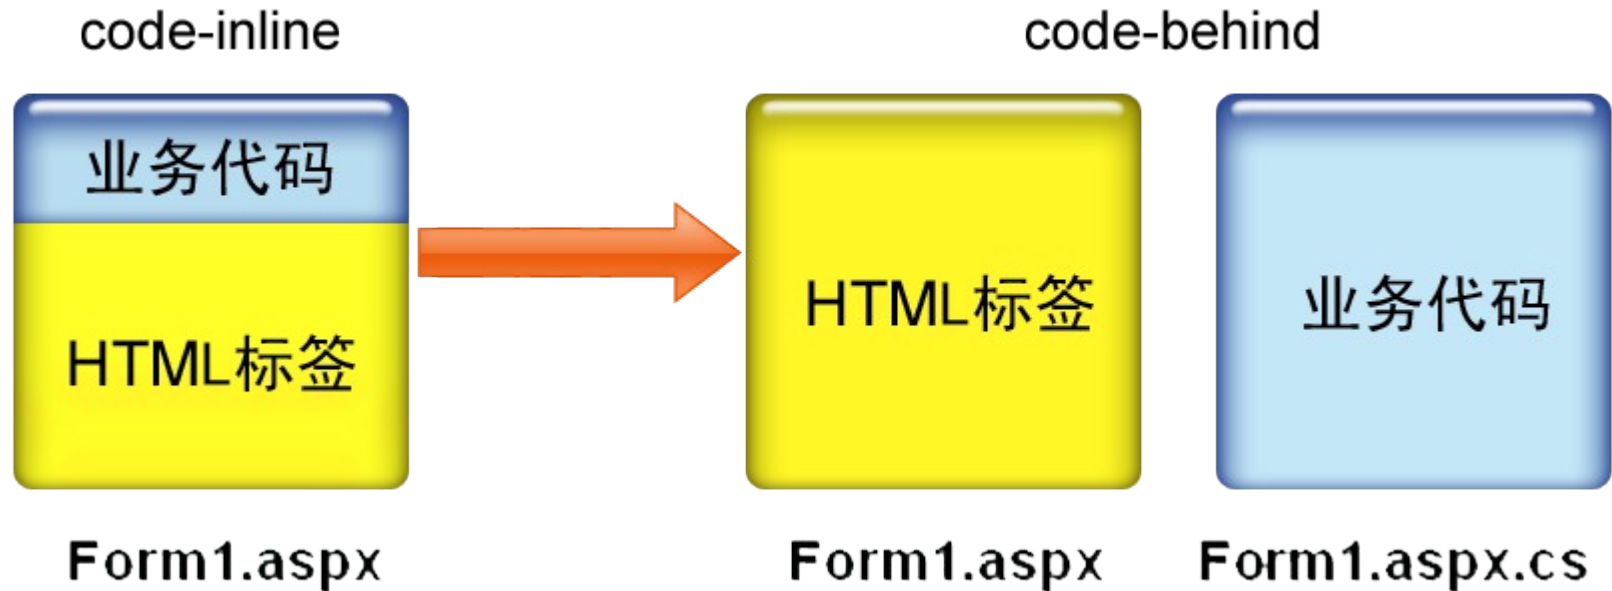 code-inline
code-behind
业务代码
HTML标签
HTML标签
业务代码
Form1.aspx
Form1.aspx
Form1.aspx.cs